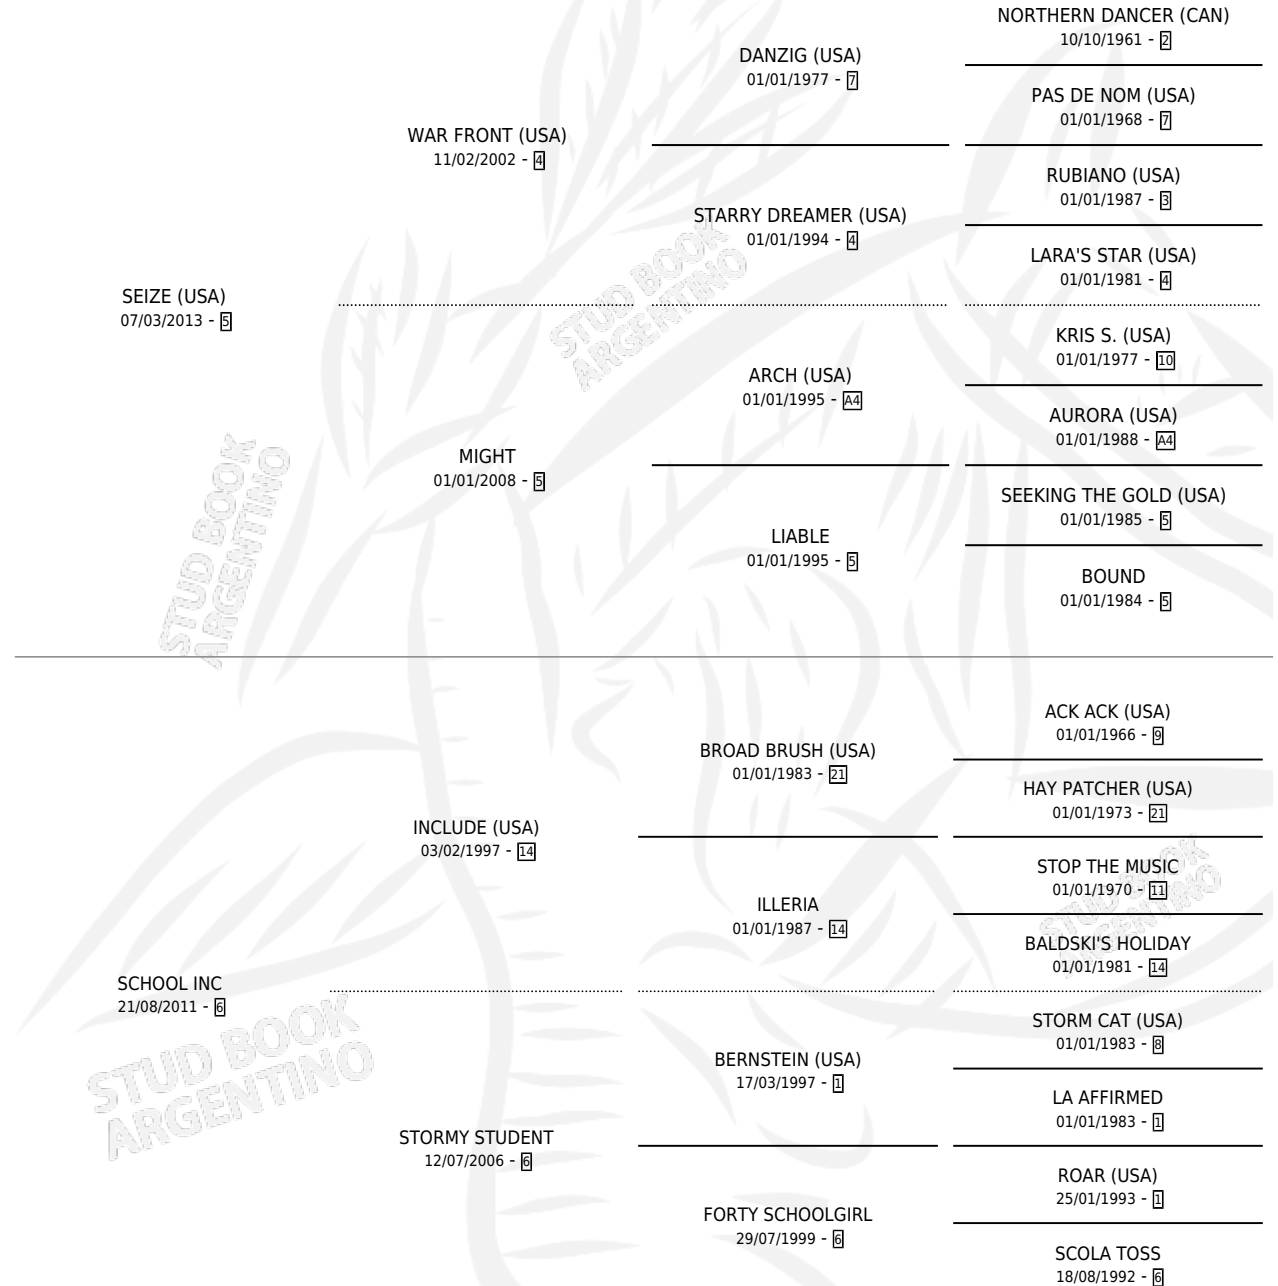 NORTHERN DANCER (CAN)
10/10/1961 - 2
DANZIG (USA)
01/01/1977 - 7
PAS DE NOM (USA)
01/01/1968 - 7
WAR FRONT (USA)
11/02/2002 - 4
RUBIANO (USA)
01/01/1987 - 3
STARRY DREAMER (USA)
01/01/1994 - 4
LARA'S STAR (USA)
01/01/1981 - 4
SEIZE (USA)
07/03/2013 - 5
KRIS S. (USA)
01/01/1977 - 10
ARCH (USA)
01/01/1995 - A4
AURORA (USA)
01/01/1988 - A4
MIGHT
01/01/2008 - 5
SEEKING THE GOLD (USA)
01/01/1985 - 5
LIABLE
01/01/1995 - 5
BOUND
01/01/1984 - 5
ACK ACK (USA)
01/01/1966 - 9
BROAD BRUSH (USA)
01/01/1983 - 21
HAY PATCHER (USA)
01/01/1973 - 21
INCLUDE (USA)
03/02/1997 - 14
STOP THE MUSIC
01/01/1970 - 11
ILLERIA
01/01/1987 - 14
BALDSKI'S HOLIDAY
01/01/1981 - 14
SCHOOL INC
21/08/2011 - 6
STORM CAT (USA)
01/01/1983 - 8
BERNSTEIN (USA)
17/03/1997 - 1
LA AFFIRMED
01/01/1983 - 1
STORMY STUDENT
12/07/2006 - 6
ROAR (USA)
25/01/1993 - 1
FORTY SCHOOLGIRL
29/07/1999 - 6
SCOLA TOSS
18/08/1992 - 6
STUD BOOK
ARGENTINO
STUD BOOK
ARGENTINO
STUD BOOK
ARGENTINO
STUD BOOK
ARGENTINO